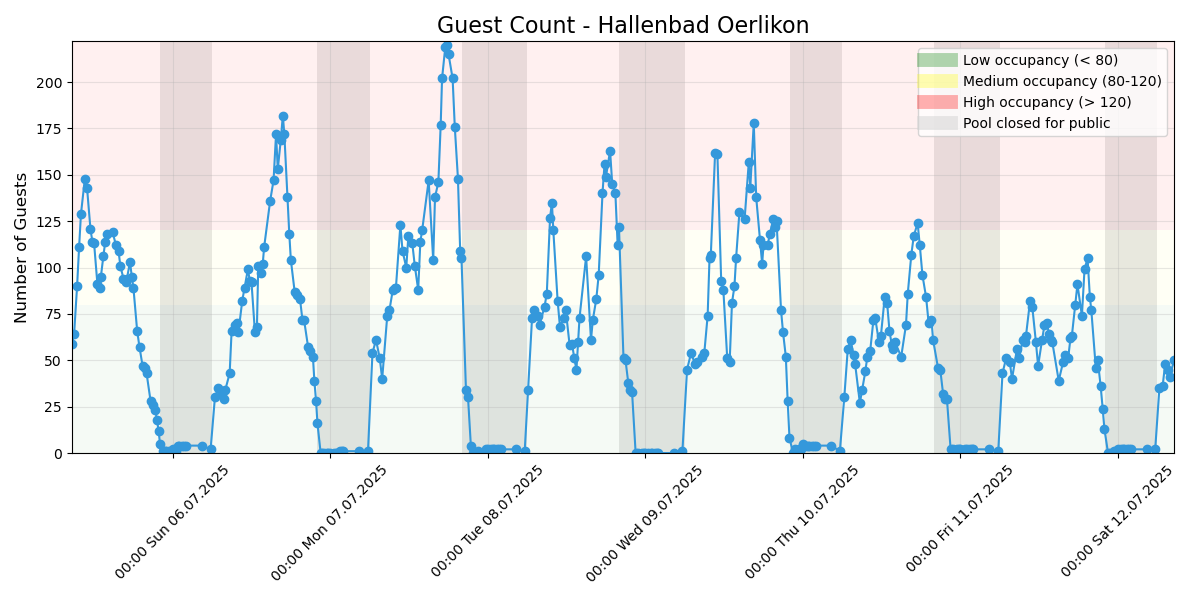 Guest Count - Hallenbad Oerlikon
Low occupancy (< 80)
Medium occupancy (80-120)
High occupancy (> 120)
Pool closed for public
Number of Guests
200
175
150
125
100
75
50
25
0
00:00 Sun 06.07.2025
00:00 Mon 07.07.2025
00:00 Tue 08.07.2025
00:00 Wed 09.07.2025
00:00 Thu 10.07.2025
00:00 Fri 11.07.2025
00:00 Sat 12.07.2025